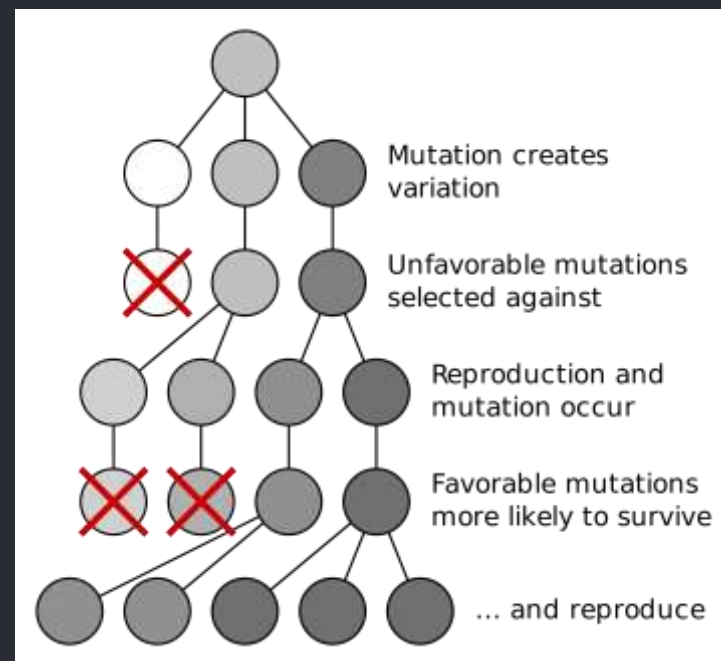 Mutation creates
variation
Unfavorable mutations
selected against
Reproduction and
mutation occur
Favorable mutations
more likely to survive
... and reproduce